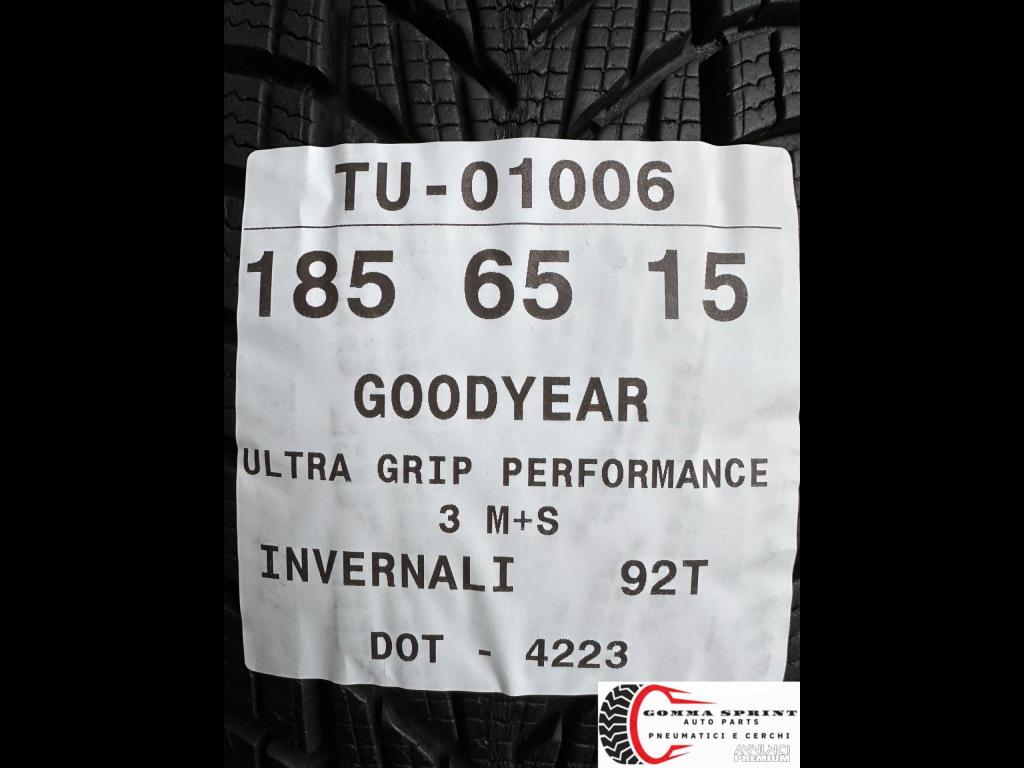 TU-01006
185 65 15
GOODYEAR
ULTRA GRIP PERFORMANCE
3 M+S
INVERNALI 92T
DOT - 4223
GOMMA SPRINT
AUTO PARTS
PNEUMATICI E CERCHI
ANNUNCI
PREMIUM